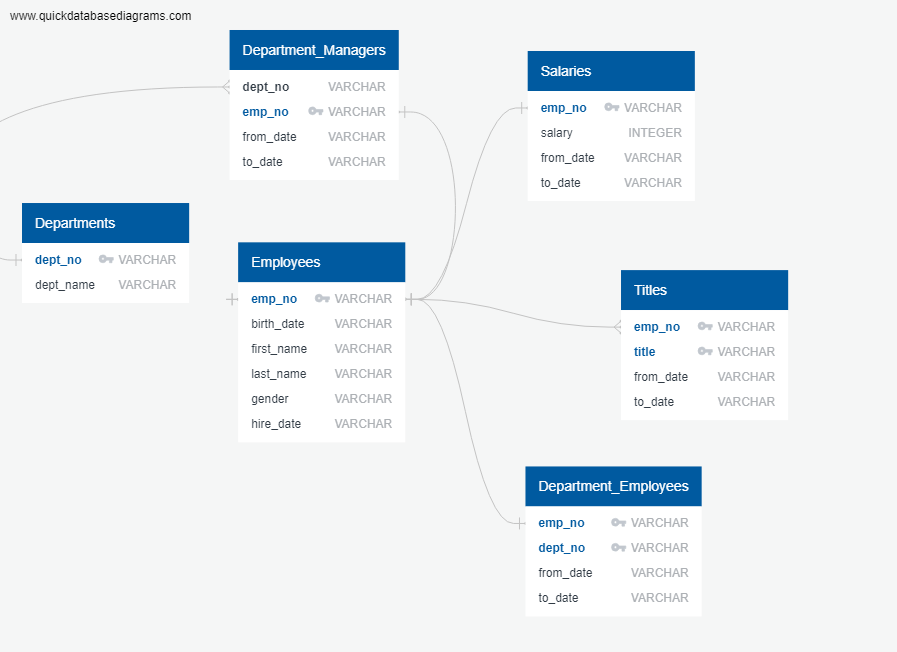 www.quickdatabasediagrams.com
Department_Managers
dept_no VARCHAR
emp_no VARCHAR
from_date VARCHAR
to_date VARCHAR
Salaries
emp_no VARCHAR
salary INTEGER
from_date VARCHAR
to_date VARCHAR
Departments
dept_no VARCHAR
dept_name VARCHAR
Employees
emp_no VARCHAR
birth_date VARCHAR
first_name VARCHAR
last_name VARCHAR
gender VARCHAR
hire_date VARCHAR
Titles
emp_no VARCHAR
title VARCHAR
from_date VARCHAR
to_date VARCHAR
Department_Employees
emp_no VARCHAR
dept_no VARCHAR
from_date VARCHAR
to_date VARCHAR